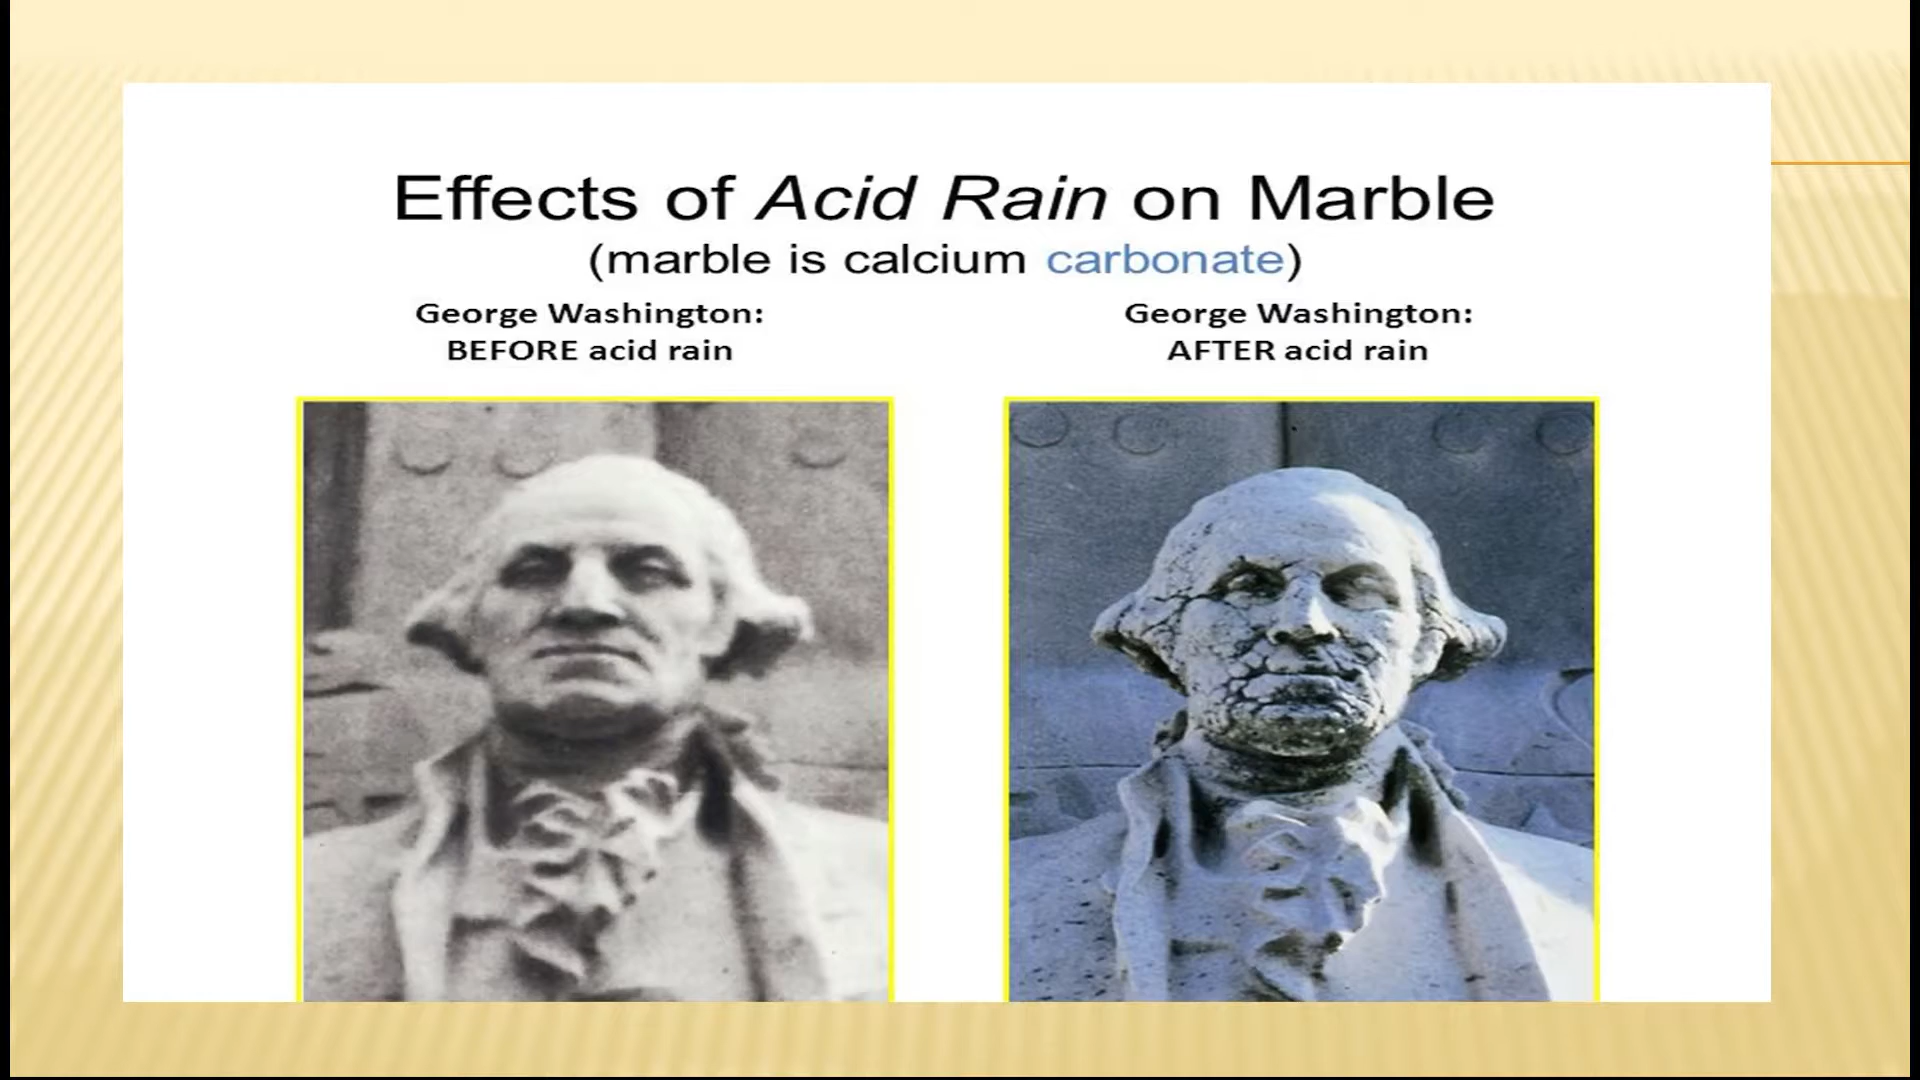 Effects of Acid Rain on Marble
(marble is calcium carbonate)
George Washington:
BEFORE acid rain
George Washington:
AFTER acid rain